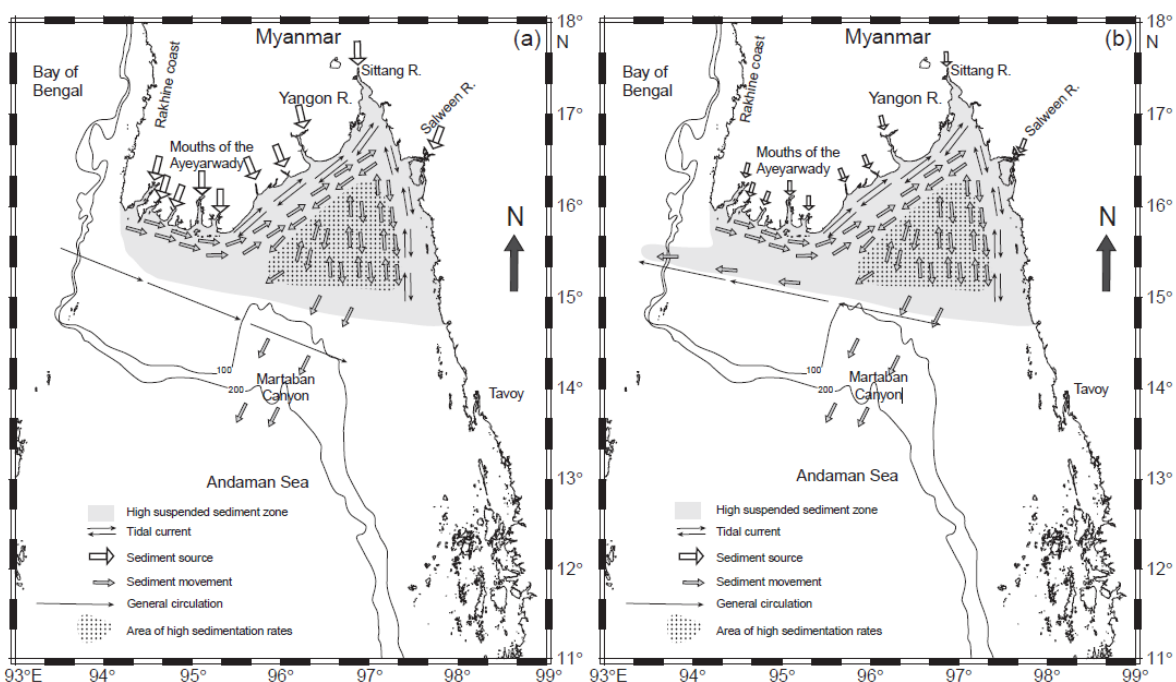 Myanmar
(a)
Bay of
Bengal
Rakhine coast
Sittang R.
Yangon R.
Salween R.
Mouths of the
Ayeyarwady
N
100
200
Martaban
Canyon
Tavoy
Andaman Sea
High suspended sediment zone
Tidal current
Sediment source
Sediment movement
General circulation
Area of high sedimentation rates
93°E
94°
95°
96°
97°
98°
99°
18°
N
17°
16°
15°
14°
13°
12°
11°
Myanmar
(b)
Bay of
Bengal
Rakhine coast
Sittang R.
Yangon R.
Salween R.
Mouths of the
Ayeyarwady
N
100
200
Martaban
Canyon
Tavoy
Andaman Sea
High suspended sediment zone
Tidal current
Sediment source
Sediment movement
General circulation
Area of high sedimentation rates
93°E
94°
95°
96°
97°
98°
99°
18°
N
17°
16°
15°
14°
13°
12°
11°